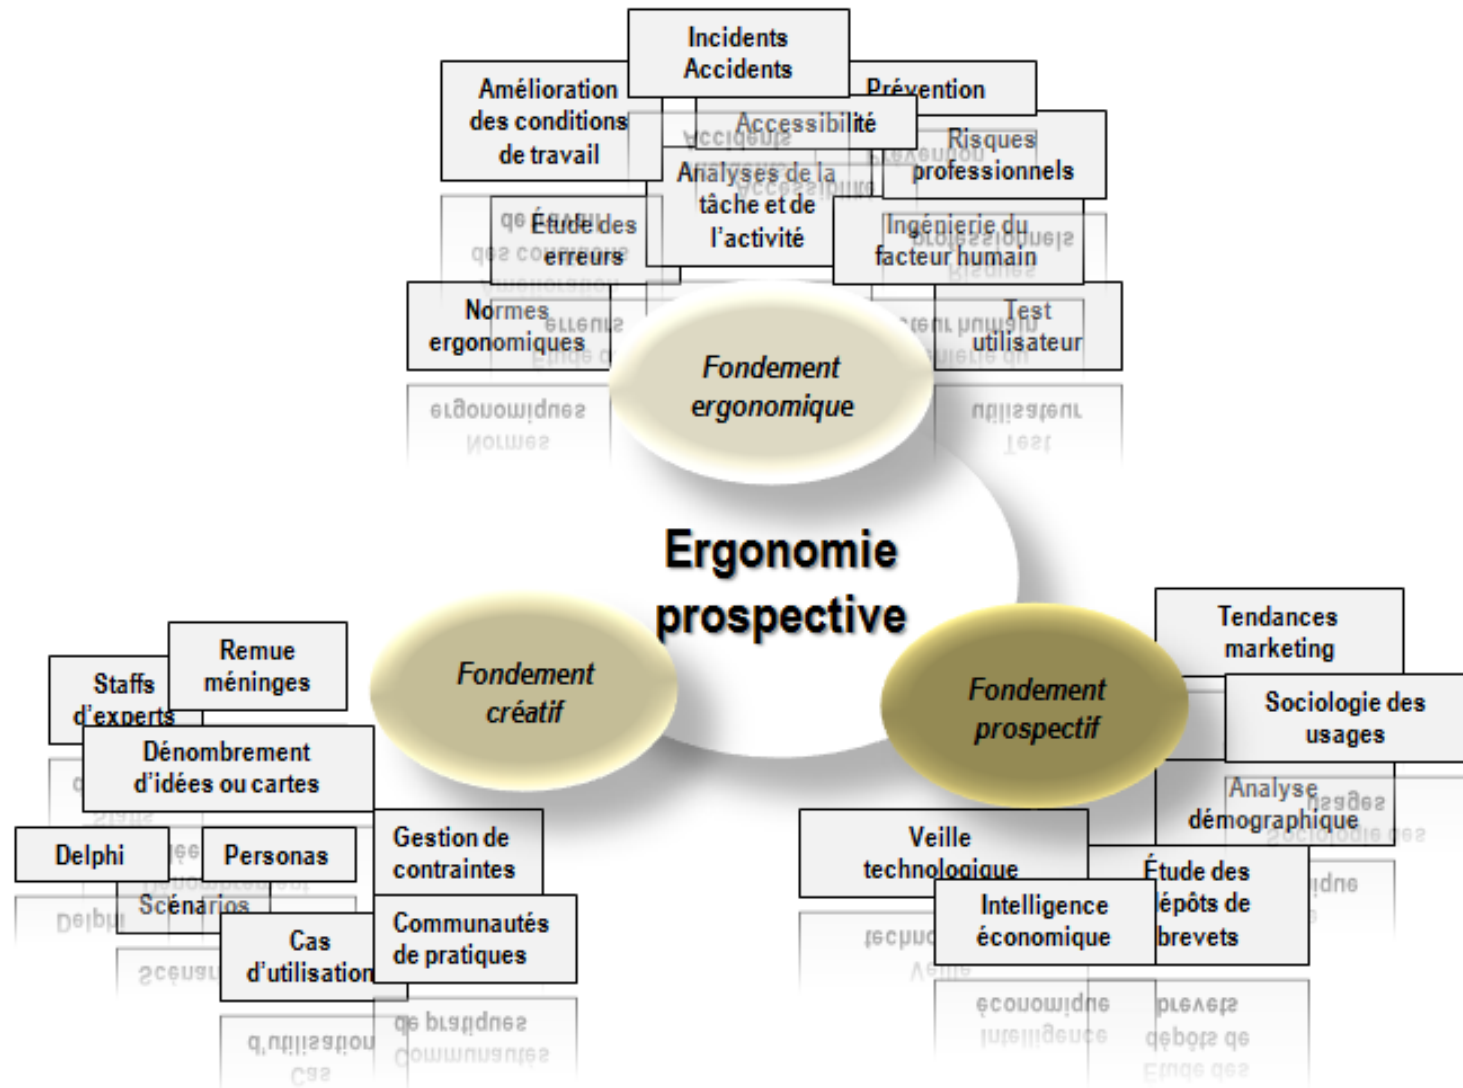 Incidents
Accidents
Amélioration
des conditions
de travail
Prévention
Accessibilité
Risques
professionnels
Analyses de la
tâche et de
l'activité
Étude des
erreurs
Ingénierie du
facteur humain
Normes
ergonomiques
Test
utilisateur
Fondement
ergonomique
Ergonomie
prospective
Fondement
créatif
Fondement
prospectif
Remue
méninges
Staffs
d'experts
Dénombrement
d'idées ou cartes
Delphi
Personas
Scénarios
Gestion de
contraintes
Communautés
de pratiques
Cas
d'utilisation
Tendances
marketing
Sociologie des
usages
Analyse
démographique
Veille
technologique
Étude des
dépôts de
brevets
Intelligence
économique